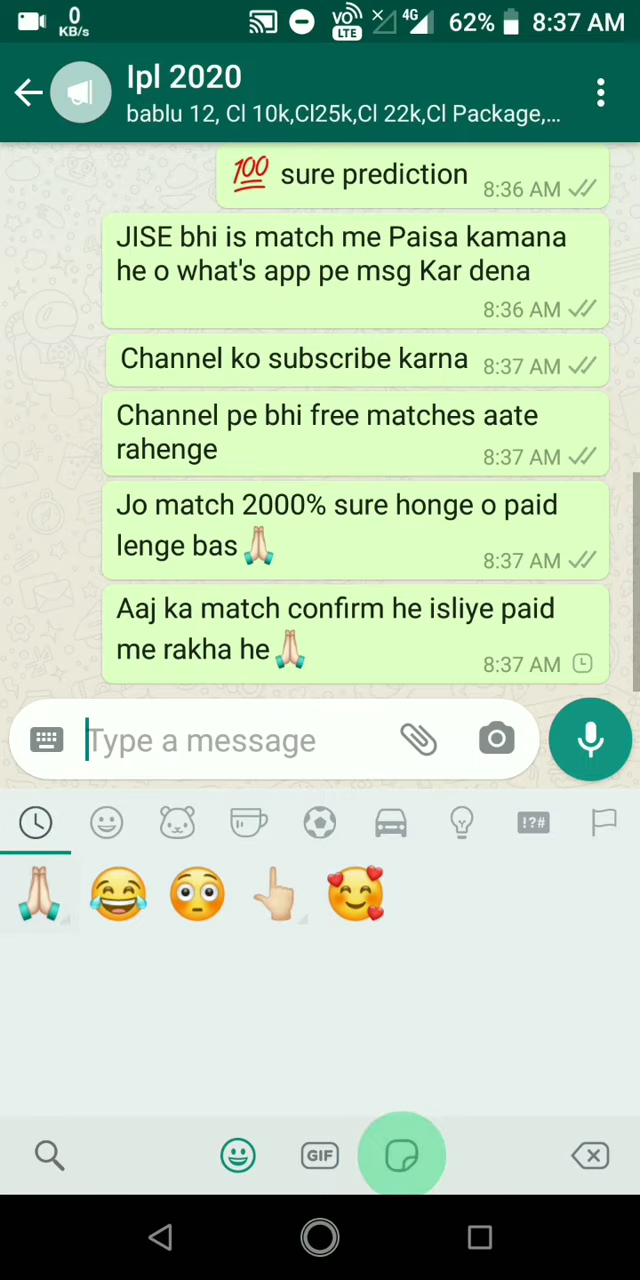 0
KB/s
VO))
LTE
4G
62%
8:37 AM
Ipl 2020
bablu 12, Cl 10k,Cl25k,Cl 22k,Cl Package,...
💯 sure prediction
8:36 AM
JISE bhi is match me Paisa kamana
he o what's app pe msg Kar dena
8:36 AM
Channel ko subscribe karna
8:37 AM
Channel pe bhi free matches aate
rahenge
8:37 AM
Jo match 2000% sure honge o paid
lenge bas🙏🏻
8:37 AM
Aaj ka match confirm he isliye paid
me rakha he🙏🏻
8:37 AM
Type a message
!?#
GIF